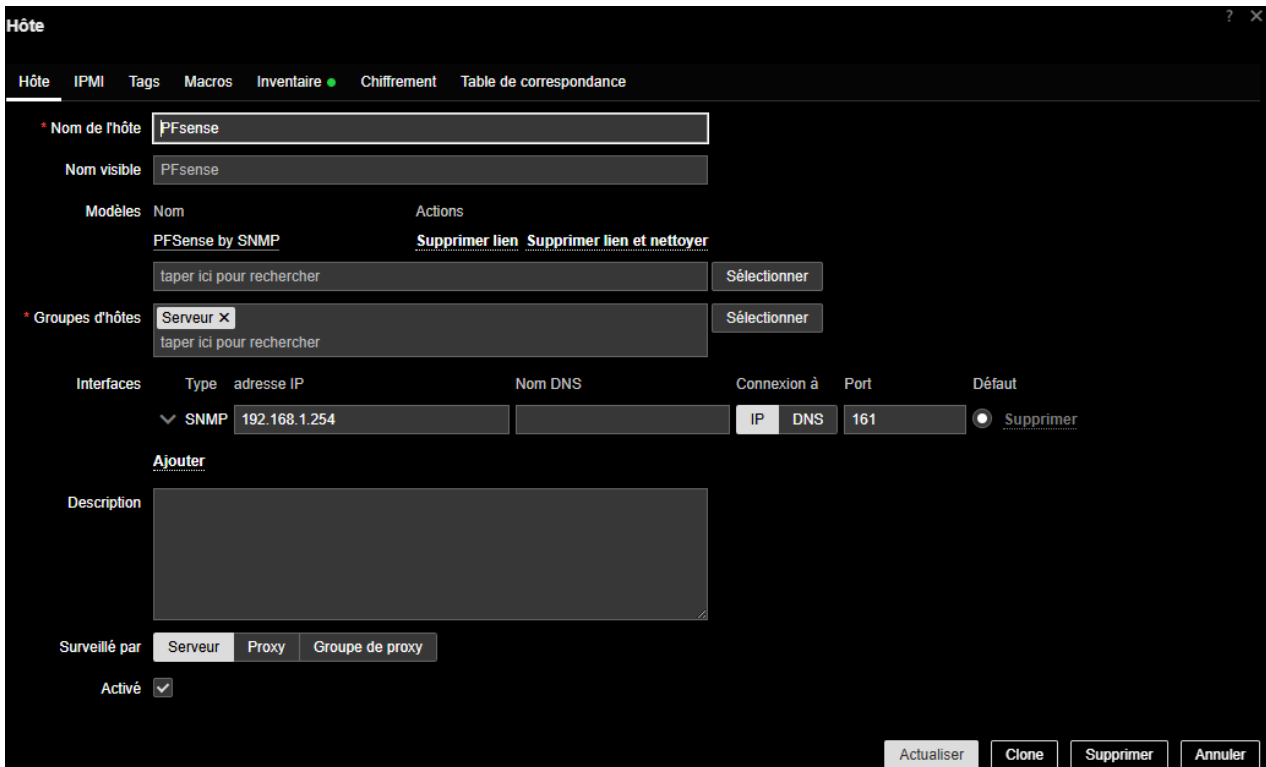 ? ✕
Hôte
Hôte IPMI Tags Macros Inventaire Chiffrement Table de correspondance
* Nom de l'hôte PFsense
Nom visible PFsense
Modèles Nom Actions
PFSense by SNMP Supprimer lien Supprimer lien et nettoyer
taper ici pour rechercher Sélectionner
* Groupes d'hôtes Serveur ✕ Sélectionner
taper ici pour rechercher
Interfaces Type adresse IP Nom DNS Connexion à Port Défaut
SNMP 192.168.1.254 IP DNS 161 Supprimer
Ajouter
Description
Surveillé par Serveur Proxy Groupe de proxy
Activé
Actualiser Clone Supprimer Annuler